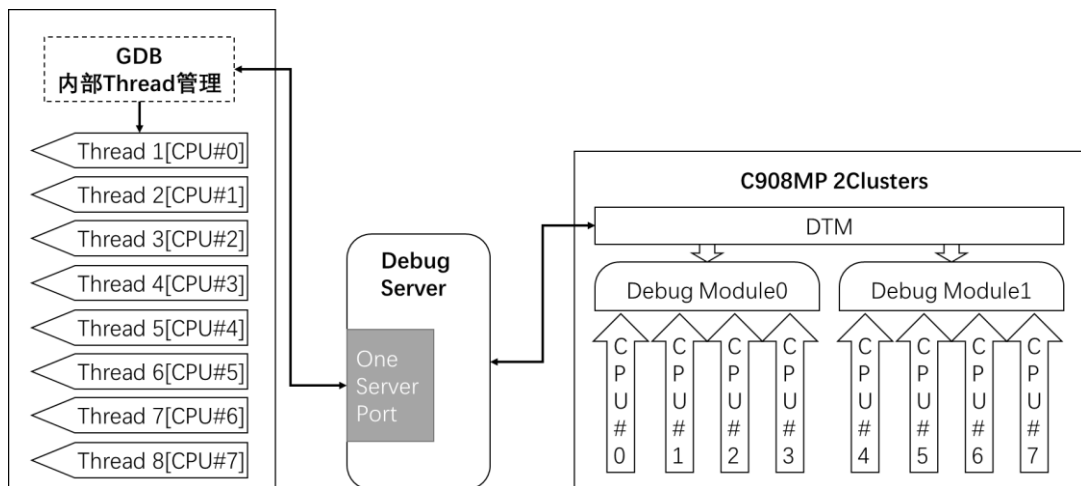 GDB
内部Thread管理
Thread 1[CPU#0]
Thread 2[CPU#1]
Thread 3[CPU#2]
Thread 4[CPU#3]
Thread 5[CPU#4]
Thread 6[CPU#5]
Thread 7[CPU#6]
Thread 8[CPU#7]
Debug
Server
One
Server
Port
C908MP 2Clusters
DTM
Debug Module0
Debug Module1
CPU#0
CPU#1
CPU#2
CPU#3
CPU#4
CPU#5
CPU#6
CPU#7